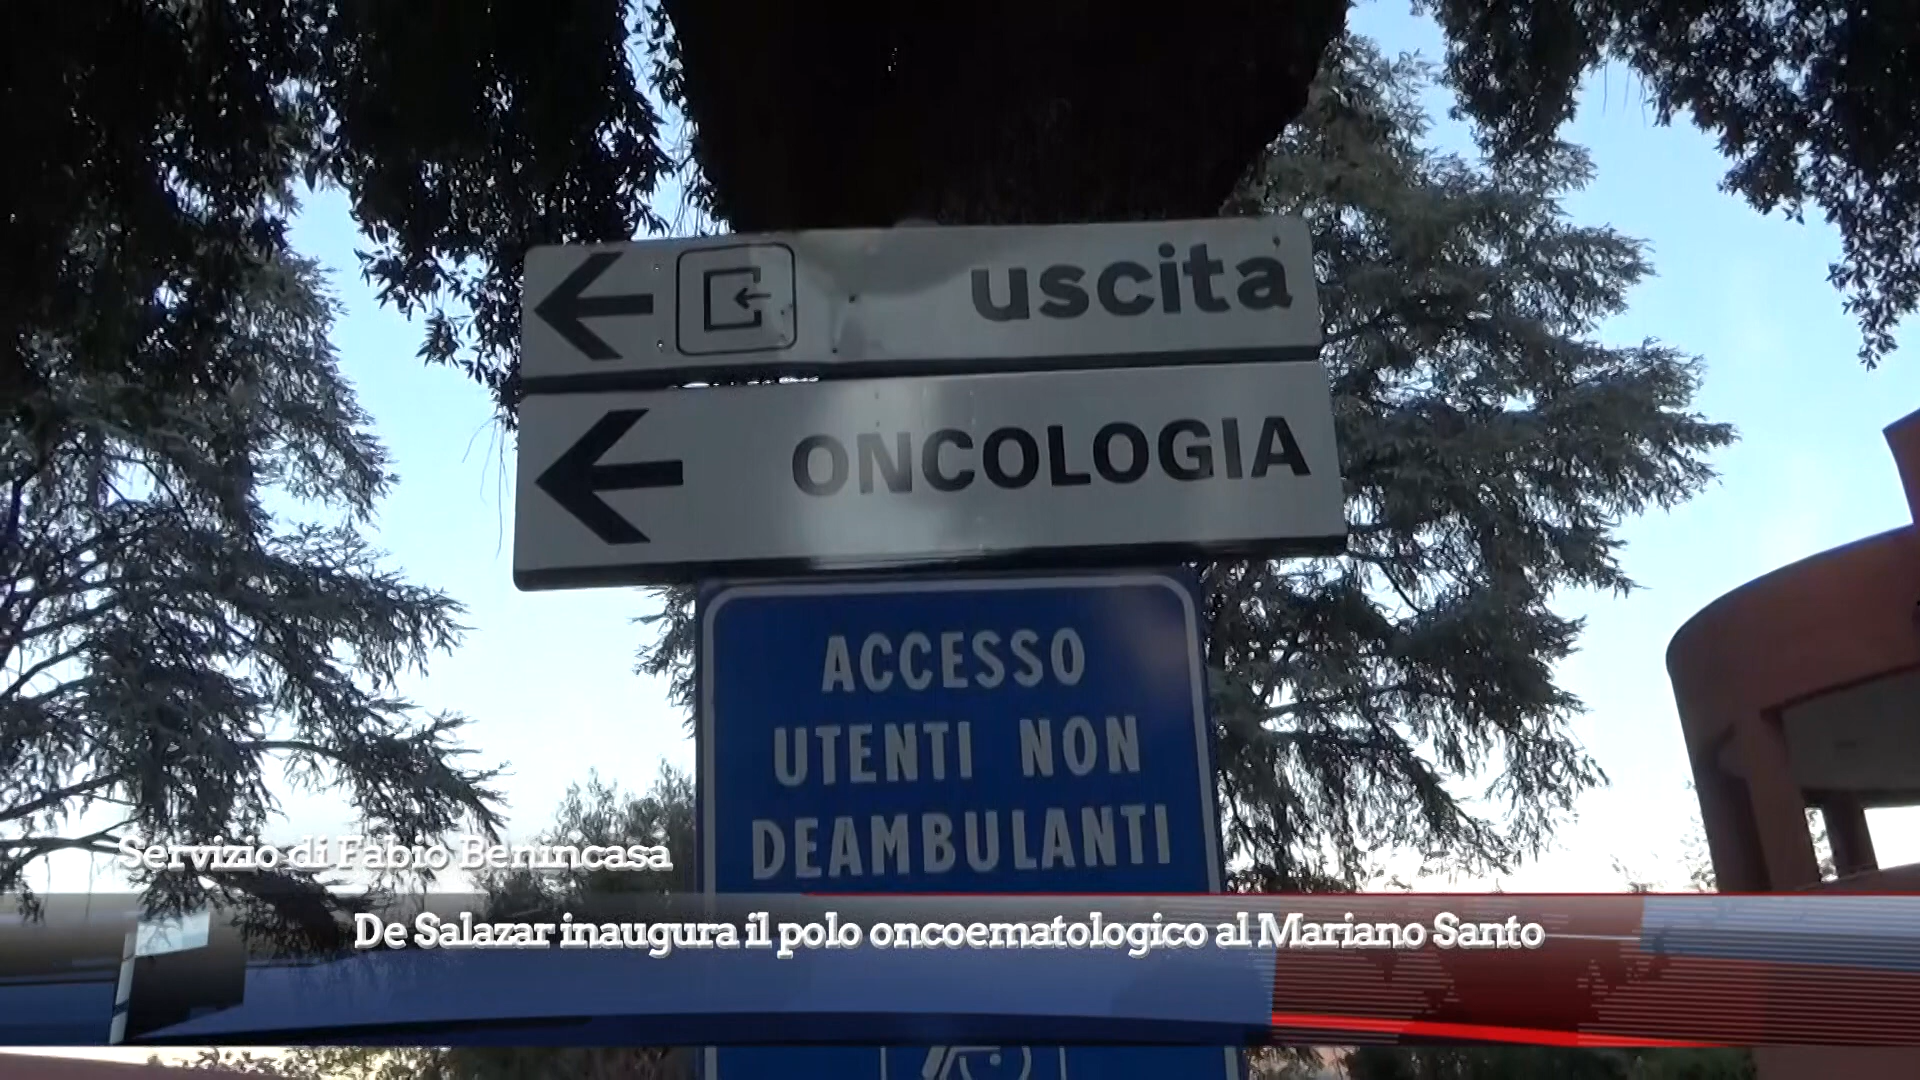 uscita
ONCOLOGIA
ACCESSO
UTENTI NON
DEAMBULANTI
Servizio di Fabio Benincasa
De Salazar inaugura il polo oncoematologico al Mariano Santo